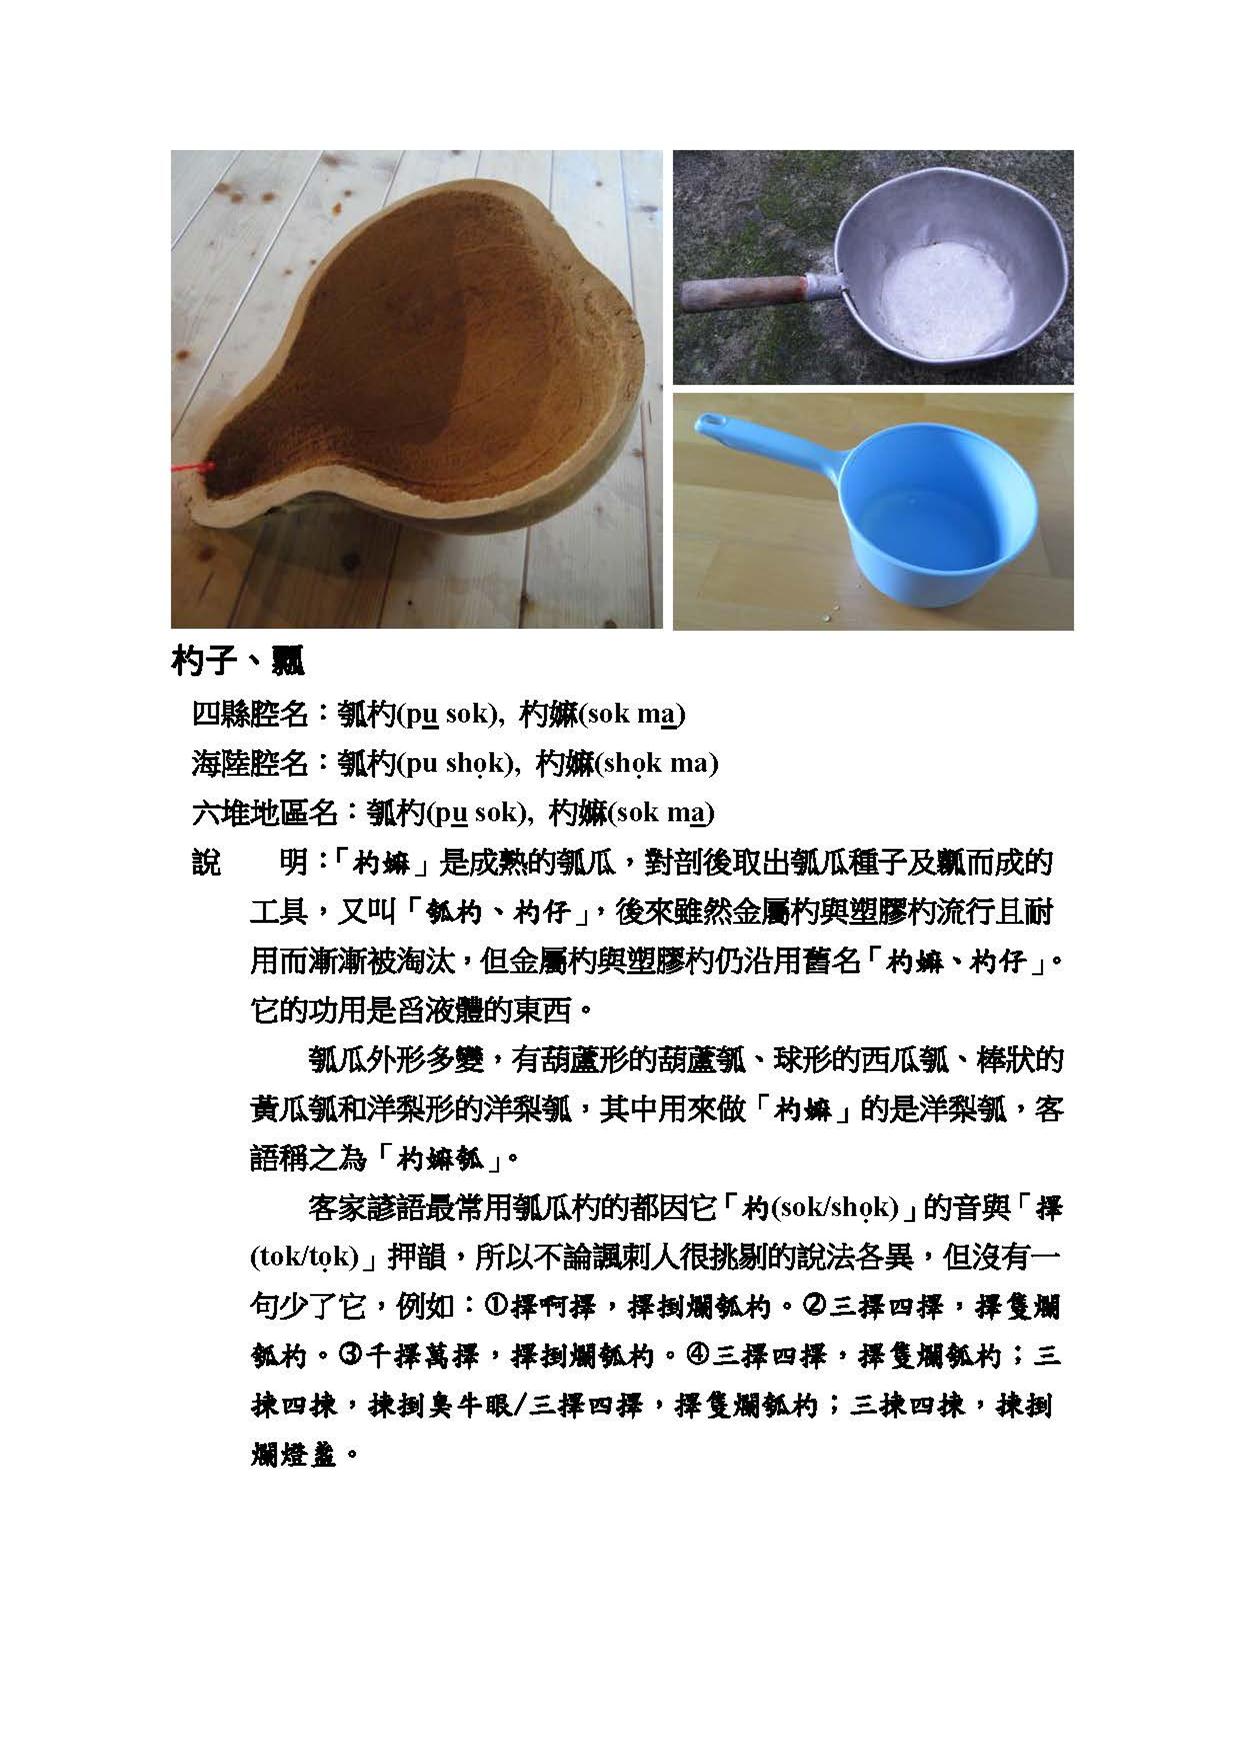 杓子、瓢
四縣腔名：瓠杓(pu sok), 杓嫲(sok ma)
海陸腔名：瓠杓(pu shọk), 杓嫲(shọk ma)
六堆地區名：瓠杓(pu sok), 杓嫲(sok ma)
說　　明：「杓嫲」是成熟的瓠瓜，對剖後取出瓠瓜種子及瓤而成的
工具，又叫「瓠杓、杓仔」，後來雖然金屬杓與塑膠杓流行且耐
用而漸漸被淘汰，但金屬杓與塑膠杓仍沿用舊名「杓嫲、杓仔」。
它的功用是舀液體的東西。
瓠瓜外形多變，有葫蘆形的葫蘆瓠、球形的西瓜瓠、棒狀的
黃瓜瓠和洋梨形的洋梨瓠，其中用來做「杓嫲」的是洋梨瓠，客
語稱之為「杓嫲瓠」。
客家諺語最常用瓠瓜杓的都因它「杓(sok/shọk)」的音與「擇
(tok/tọk)」押韻，所以不論諷刺人很挑剔的說法各異，但沒有一
句少了它，例如：①擇啊擇，擇捯爛瓠杓。②三擇四擇，擇隻爛
瓠杓。③千擇萬擇，擇捯爛瓠杓。④三擇四擇，擇隻爛瓠杓；三
揀四揀，揀捯臭牛眼/三擇四擇，擇隻爛瓠杓；三揀四揀，揀捯
爛燈盞。